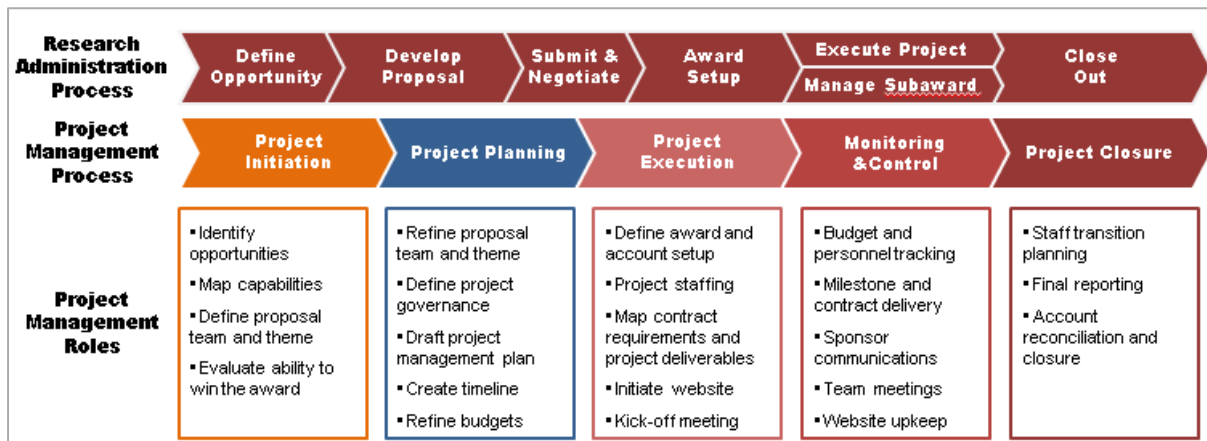 Research
Administration
Process
Define
Opportunity
Develop
Proposal
Submit &
Negotiate
Award
Setup
Execute Project
Manage Subaward
Close
Out
Project
Management
Process
Project
Initiation
Project Planning
Project
Execution
Monitoring
&Control
Project Closure
Project
Management
Roles
▪Identify
opportunities
▪Map capabilities
▪Define proposal
team and theme
▪Evaluate ability to
win the award
▪Refine proposal
team and theme
▪Define project
governance
▪Draft project
management plan
▪Create timeline
▪Refine budgets
▪Define award and
account setup
▪Project staffing
▪Map contract
requirements and
project deliverables
▪Initiate website
▪Kick-off meeting
▪Budget and
personnel tracking
▪Milestone and
contract delivery
▪Sponsor
communications
▪Team meetings
▪Website upkeep
▪Staff transition
planning
▪Final reporting
▪Account
reconciliation and
closure